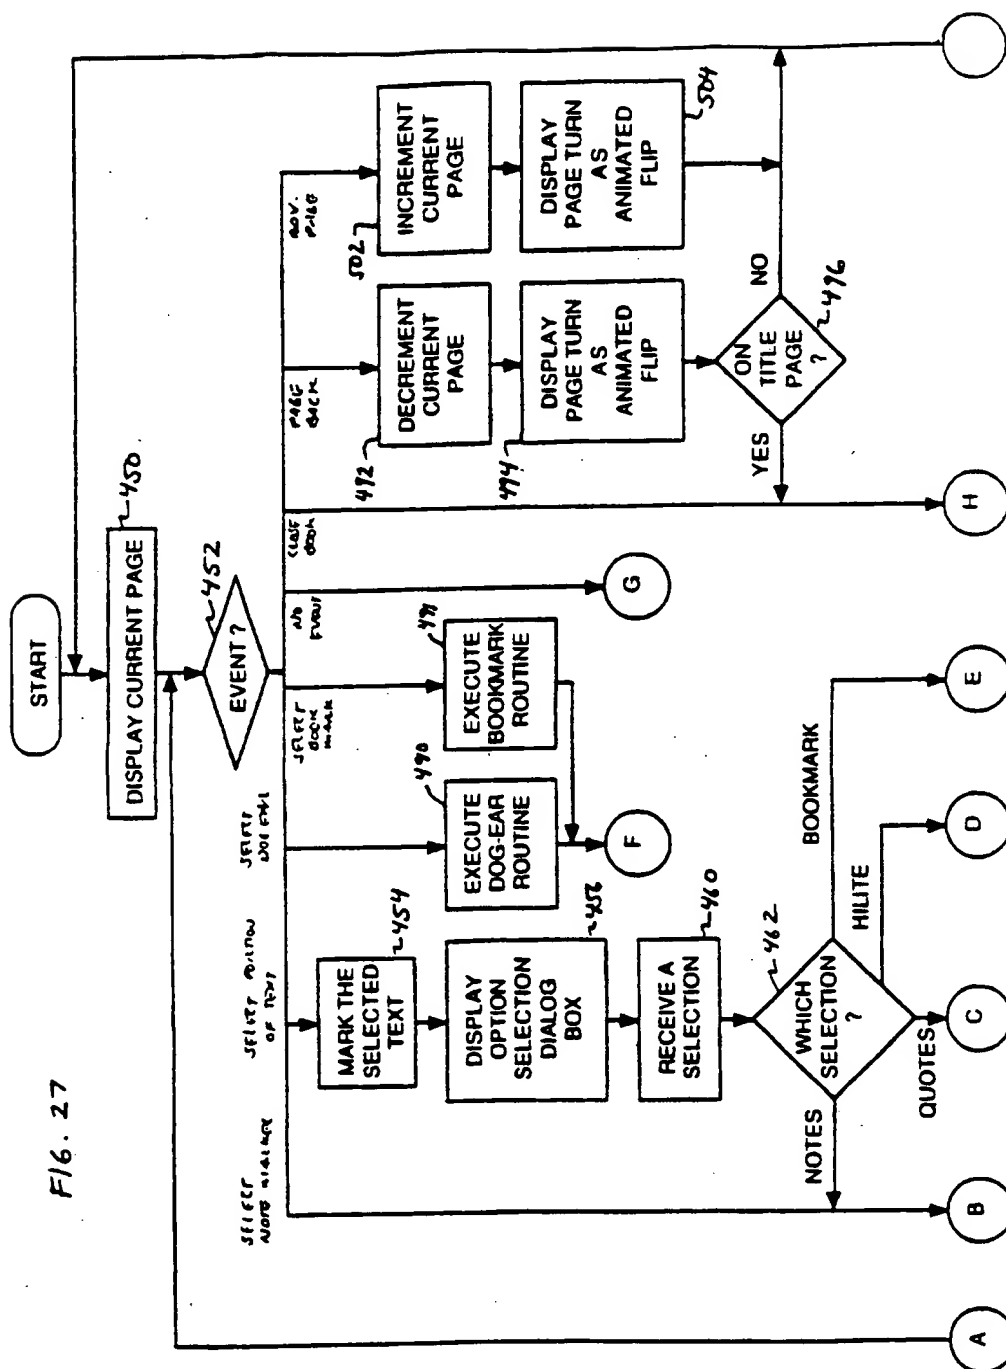 FIG. 27
START
DISPLAY CURRENT PAGE
450
EVENT ?
452
SELECT
NOTE
SELECT PORTION
OF TEXT
SELECT
DOG EAR
SELECT
BOOK
MARK
NO
EVENT
CLOSE
BOOK
PAGE
BACK
ADV.
PAGE
MARK THE
SELECTED
TEXT
454
DISPLAY
OPTION
SELECTION
DIALOG
BOX
RECEIVE A
SELECTION
460
WHICH
SELECTION
?
462
NOTES
QUOTES
HILITE
BOOKMARK
490
EXECUTE
DOG-EAR
ROUTINE
491
EXECUTE
BOOKMARK
ROUTINE
492
DECREMENT
CURRENT
PAGE
494
DISPLAY
PAGE TURN
AS
ANIMATED
FLIP
502
INCREMENT
CURRENT
PAGE
DISPLAY
PAGE TURN
AS
ANIMATED
FLIP
504
ON
TITLE
PAGE
?
496
YES
NO
A
B
C
D
E
F
G
H